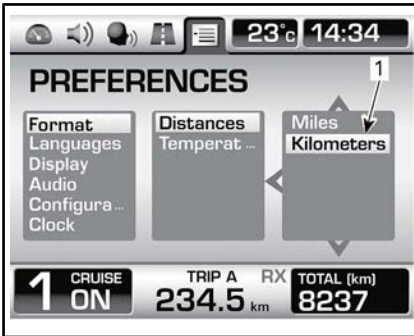 23°c 14:34
1
PREFERENCES
Format Distances Miles
Languages Temperat ... Kilometers
Display
Audio
Configura ...
Clock
1 CRUISE ON TRIP A 234.5 km RX TOTAL (km) 8237